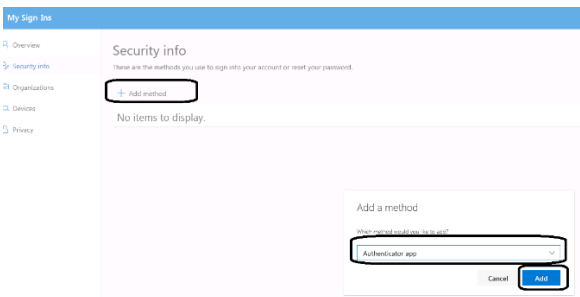 My Sign-Ins
Overview
Security info
Organizations
Devices
Privacy
Security info
These are the methods you use to sign into your account or reset your password.
+ Add method
No items to display.
Add a method
Which method would you like to add?
Authenticator app
Cancel
Add